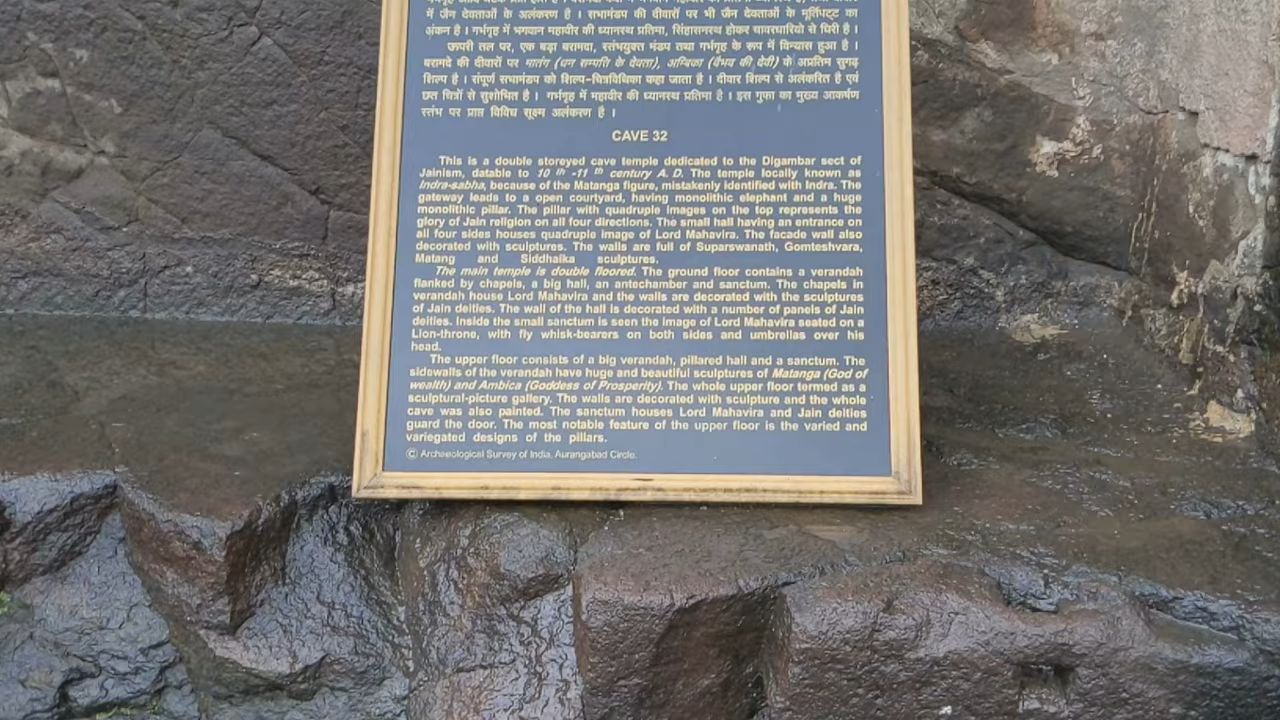 में जैन देवताओं के अलंकरण है । सभामंडप की दीवारों पर भी जैन देवताओं के मूर्तिपट्ट का
अंकन है । गर्भगृह में भगवान महावीर की ध्यानस्थ प्रतिमा, सिंहासनस्थ होकर चावरधारियो से घिरी है ।
ऊपरी तल पर, एक बड़ा बरामदा, स्तंभयुक्त मंडप तथा गर्भगृह के रूप में विन्यास हुआ है ।
बरामदे की दीवारों पर मातंग (धन सम्पति के देवता), अम्बिका (वैभव की देवी) के अप्रतिम सुगढ़
शिल्प है । संपूर्ण सभामंडप को शिल्प-चित्रविथिका कहा जाता है । दीवार शिल्प से अलंकरित है एवं
छत चित्रों से सुशोभित है । गर्भगृह में महावीर की ध्यानस्थ प्रतिमा है । इस गुफा का मुख्य आकर्षण
स्तंभ पर प्राप्त विविध सूक्ष्म अलंकरण है ।
CAVE 32
This is a double storeyed cave temple dedicated to the Digambar sect of
Jainism, datable to 10 th -11 th century A. D. The temple locally known as
Indra-sabha, because of the Matanga figure, mistakenly identified with Indra. The
gateway leads to a open courtyard, having monolithic elephant and a huge
monolithic pillar. The pillar with quadruple images on the top represents the
glory of Jain religion on all four directions. The small hall having an entrance on
all four sides houses quadruple image of Lord Mahavira. The facade wall also
decorated with sculptures. The walls are full of Suparswanath, Gomteshvara,
Matang and Siddhaika sculptures.
The main temple is double floored. The ground floor contains a verandah
flanked by chapels, a big hall, an antechamber and sanctum. The chapels in
verandah house Lord Mahavira and the walls are decorated with the sculptures
of Jain deities. The wall of the hall is decorated with a number of panels of Jain
deities. Inside the small sanctum is seen the image of Lord Mahavira seated on a
Lion-throne, with fly whisk-bearers on both sides and umbrellas over his
head.
The upper floor consists of a big verandah, pillared hall and a sanctum. The
sidewalls of the verandah have huge and beautiful sculptures of Matanga (God of
wealth) and Ambica (Goddess of Prosperity). The whole upper floor termed as a
sculptural-picture gallery. The walls are decorated with sculpture and the whole
cave was also painted. The sanctum houses Lord Mahavira and Jain deities
guard the door. The most notable feature of the upper floor is the varied and
variegated designs of the pillars.
© Archaeological Survey of India, Aurangabad Circle.